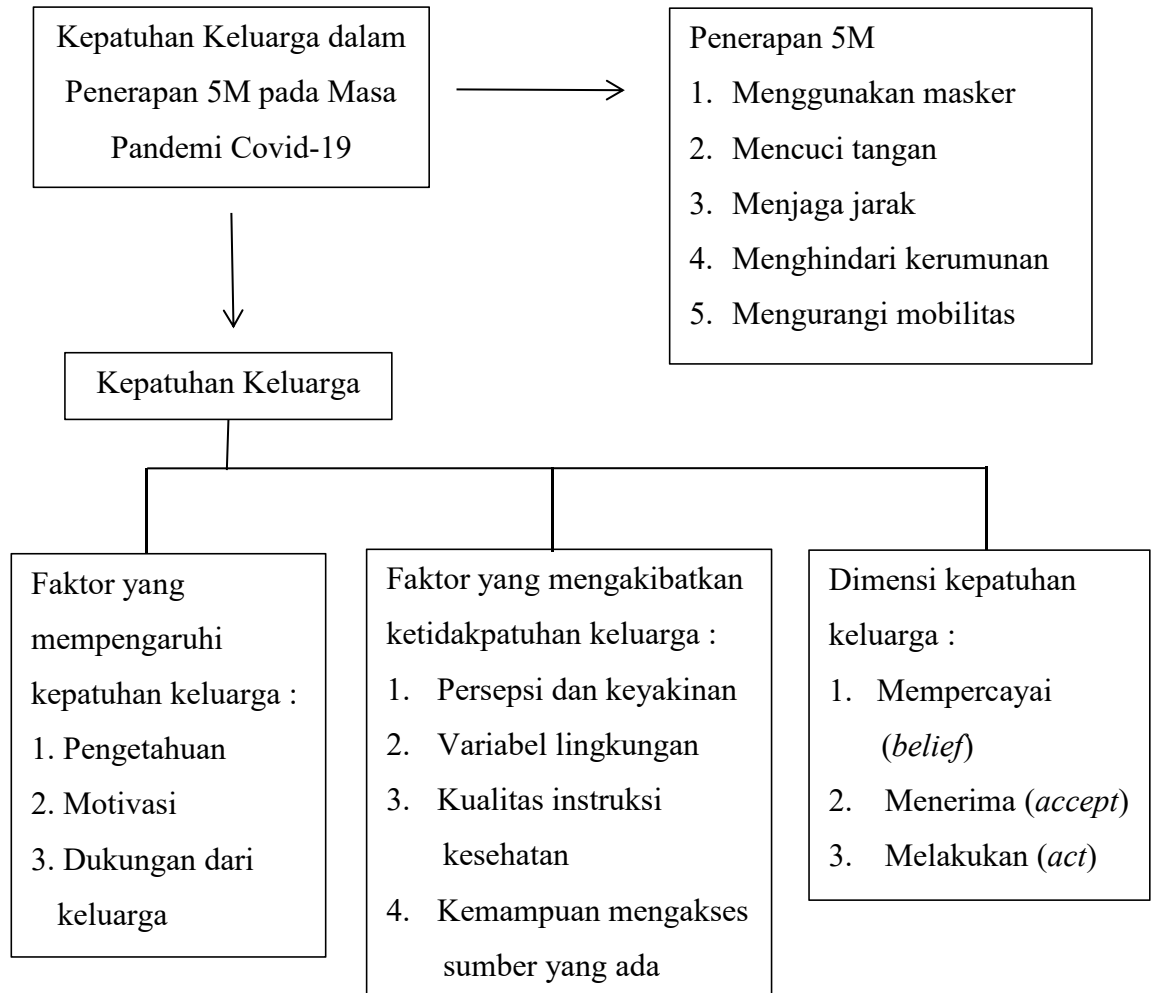 Kepatuhan Keluarga dalam
Penerapan 5M pada Masa
Pandemi Covid-19
Penerapan 5M
1. Menggunakan masker
2. Mencuci tangan
3. Menjaga jarak
4. Menghindari kerumunan
5. Mengurangi mobilitas
Kepatuhan Keluarga
Faktor yang
mempengaruhi
kepatuhan keluarga :
1. Pengetahuan
2. Motivasi
3. Dukungan dari
keluarga
Faktor yang mengakibatkan
ketidakpatuhan keluarga :
1. Persepsi dan keyakinan
2. Variabel lingkungan
3. Kualitas instruksi
kesehatan
4. Kemampuan mengakses
sumber yang ada
Dimensi kepatuhan
keluarga :
1. Mempercayai
(belief)
2. Menerima (accept)
3. Melakukan (act)